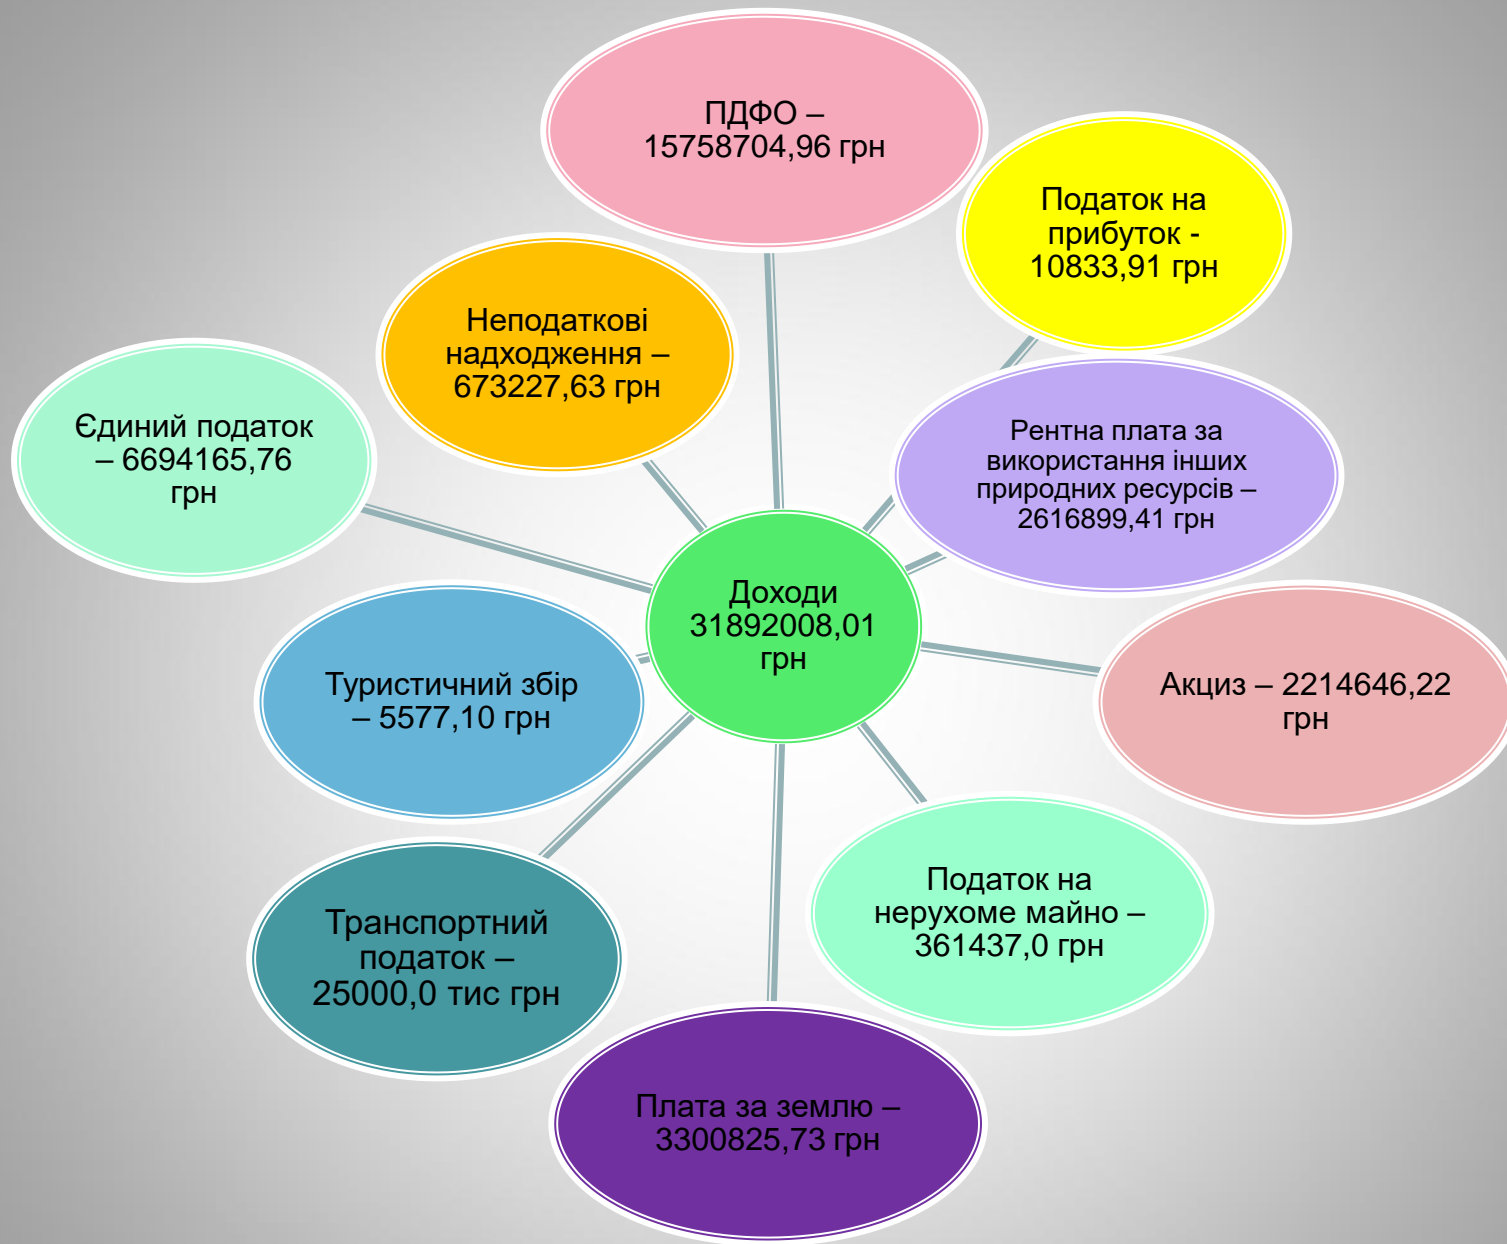 ПДФО –
15758704,96 грн
Податок на
прибуток -
10833,91 грн
Неподаткові
надходження –
673227,63 грн
Єдиний податок
– 6694165,76
грн
Рентна плата за
використання інших
природних ресурсів –
2616899,41 грн
Доходи
31892008,01
грн
Туристичний збір
– 5577,10 грн
Акциз – 2214646,22
грн
Податок на
нерухоме майно –
361437,0 грн
Транспортний
податок –
25000,0 тис грн
Плата за землю –
3300825,73 грн